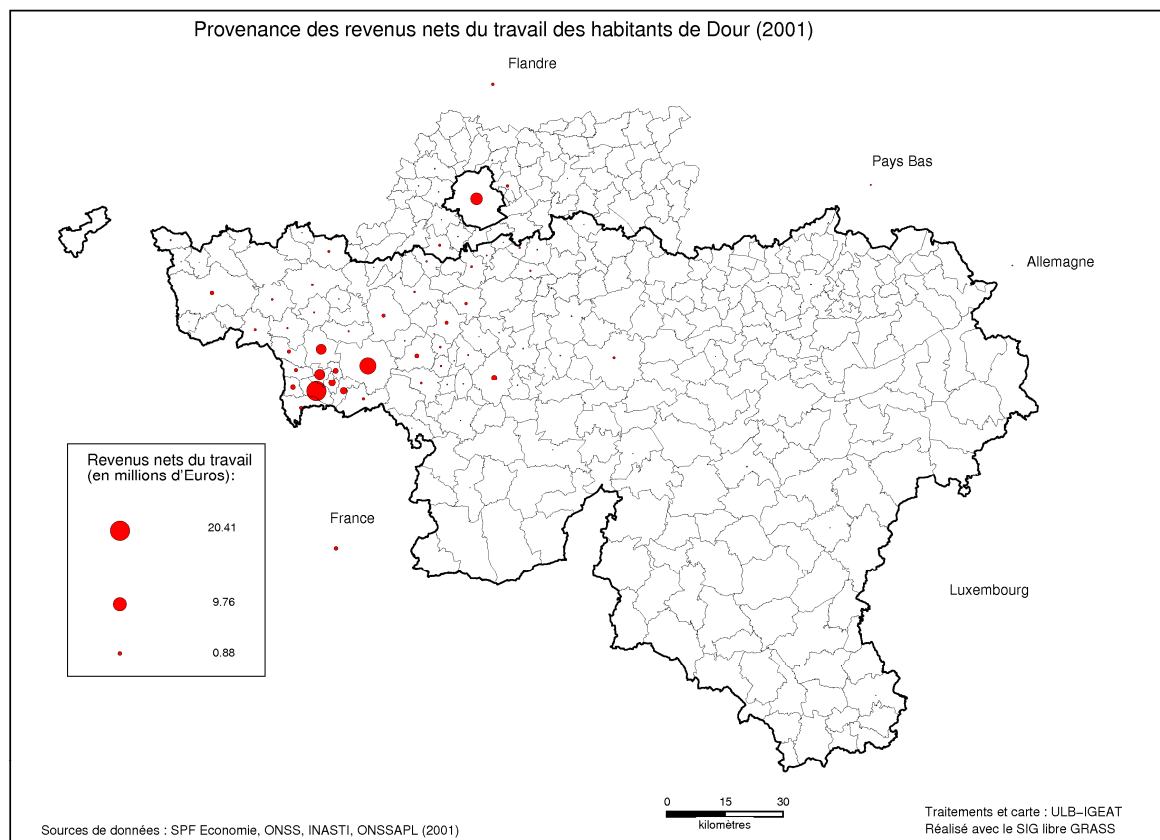 Provenance des revenus nets du travail des habitants de Dour (2001)
Flandre
Pays Bas
Allemagne
Revenus nets du travail
(en millions d'Euros):
20.41
9.76
0.88
France
Luxembourg
0 15 30
kilomètres
Sources de données : SPF Economie, ONSS, INASTI, ONSSAPL (2001)
Traitements et carte : ULB–IGEAT
Réalisé avec le SIG libre GRASS